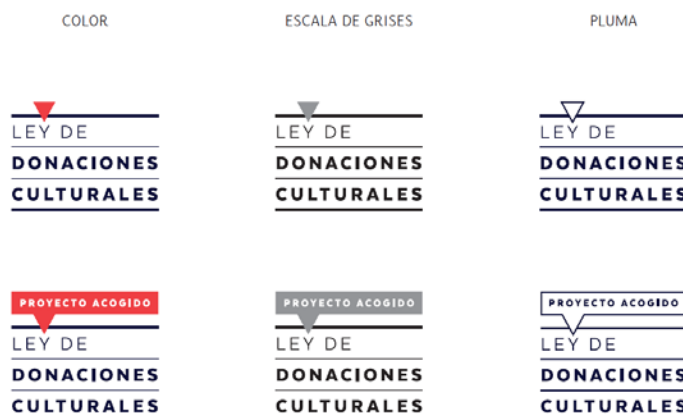 COLOR
ESCALA DE GRISES
PLUMA
LEY DE
DONACIONES
CULTURALES
LEY DE
DONACIONES
CULTURALES
LEY DE
DONACIONES
CULTURALES
PROYECTO ACOGIDO
LEY DE
DONACIONES
CULTURALES
PROYECTO ACOGIDO
LEY DE
DONACIONES
CULTURALES
PROYECTO ACOGIDO
LEY DE
DONACIONES
CULTURALES